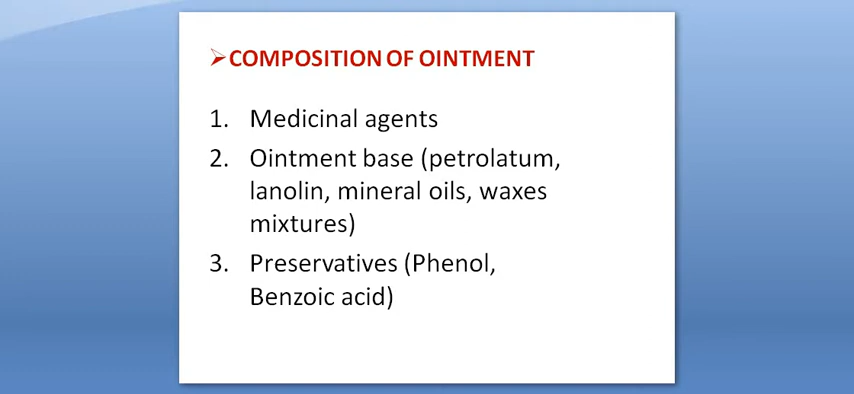 ➢COMPOSITION OF OINTMENT
1. Medicinal agents
2. Ointment base (petrolatum,
lanolin, mineral oils, waxes
mixtures)
3. Preservatives (Phenol,
Benzoic acid)